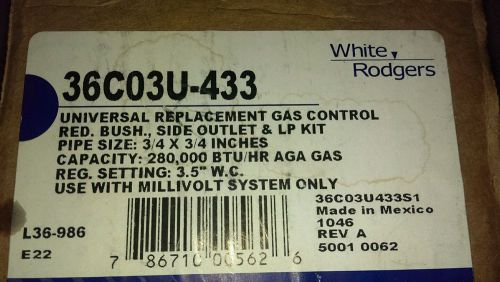 White
Rodgers
36C03U-433
UNIVERSAL REPLACEMENT GAS CONTROL
RED. BUSH., SIDE OUTLET & LP KIT
PIPE SIZE: 3/4 X 3/4 INCHES
CAPACITY: 280,000 BTU/HR AGA GAS
REG. SETTING: 3.5" W.C.
USE WITH MILLIVOLT SYSTEM ONLY
36C03U433S1
Made in Mexico
1046
REV A
5001 0062
L36-986
E22
7 86710 00562 6